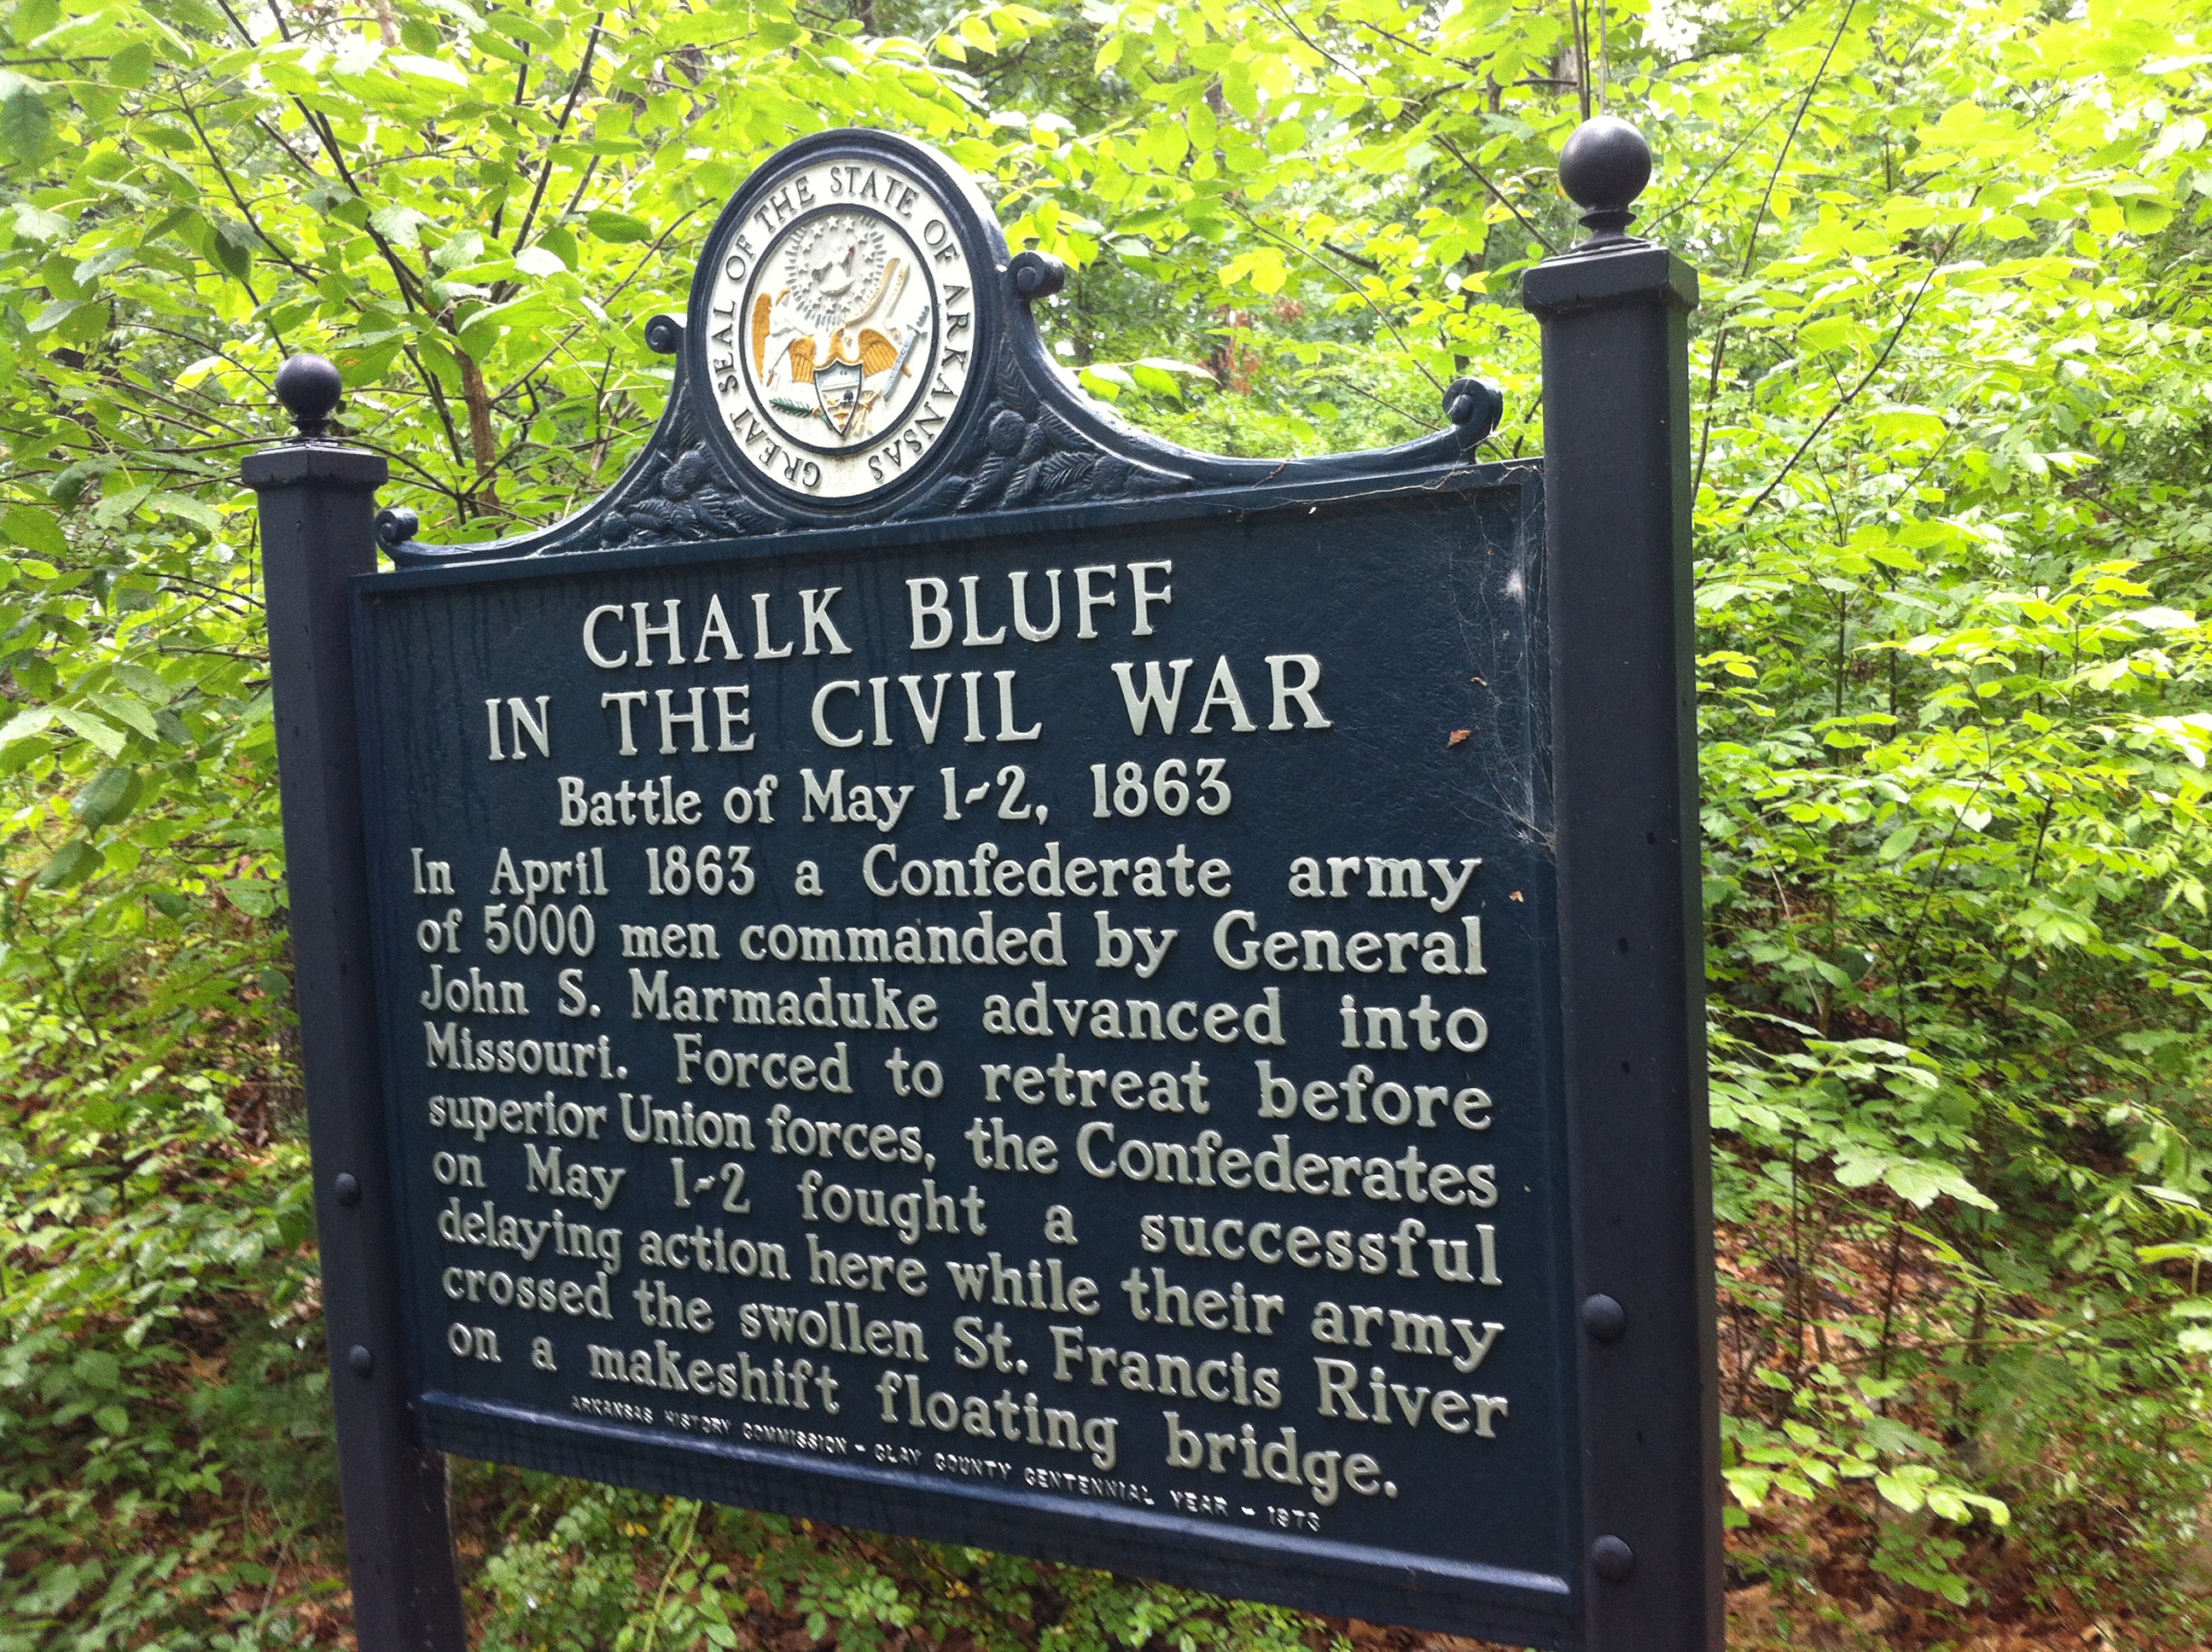 GREAT SEAL OF THE STATE OF ARKANSAS
CHALK BLUFF
IN THE CIVIL WAR
Battle of May 1-2, 1863
In April 1863 a Confederate army
of 5000 men commanded by General
John S. Marmaduke advanced into
Missouri. Forced to retreat before
superior Union forces, the Confederates
on May 1-2 fought a successful
delaying action here while their army
crossed the swollen St. Francis River
on a makeshift floating bridge.
ARKANSAS HISTORY COMMISSION - CLAY COUNTY CENTENNIAL YEAR - 1973